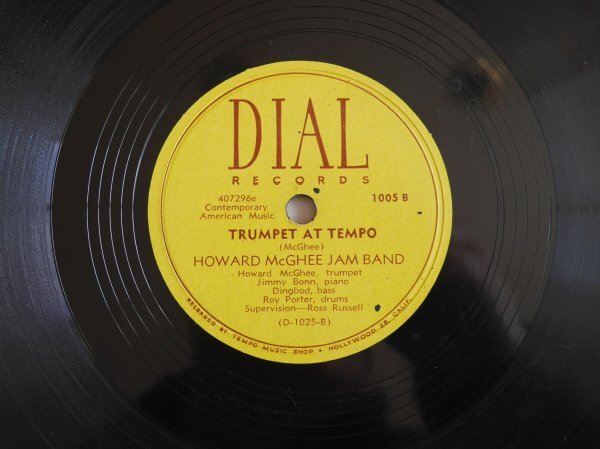 DIAL
RECORDS
407296e
Contemporary
American Music
1005 B
TRUMPET AT TEMPO
(McGhee)
HOWARD McGHEE JAM BAND
Howard McGhee, trumpet
Jimmy Bonn, piano
Dingbod, bass
Roy Porter, drums
Supervision—Ross Russell
(D-1025-B)
RELEASED BY TEMPO MUSIC SHOP • HOLLYWOOD 28, CALIF.